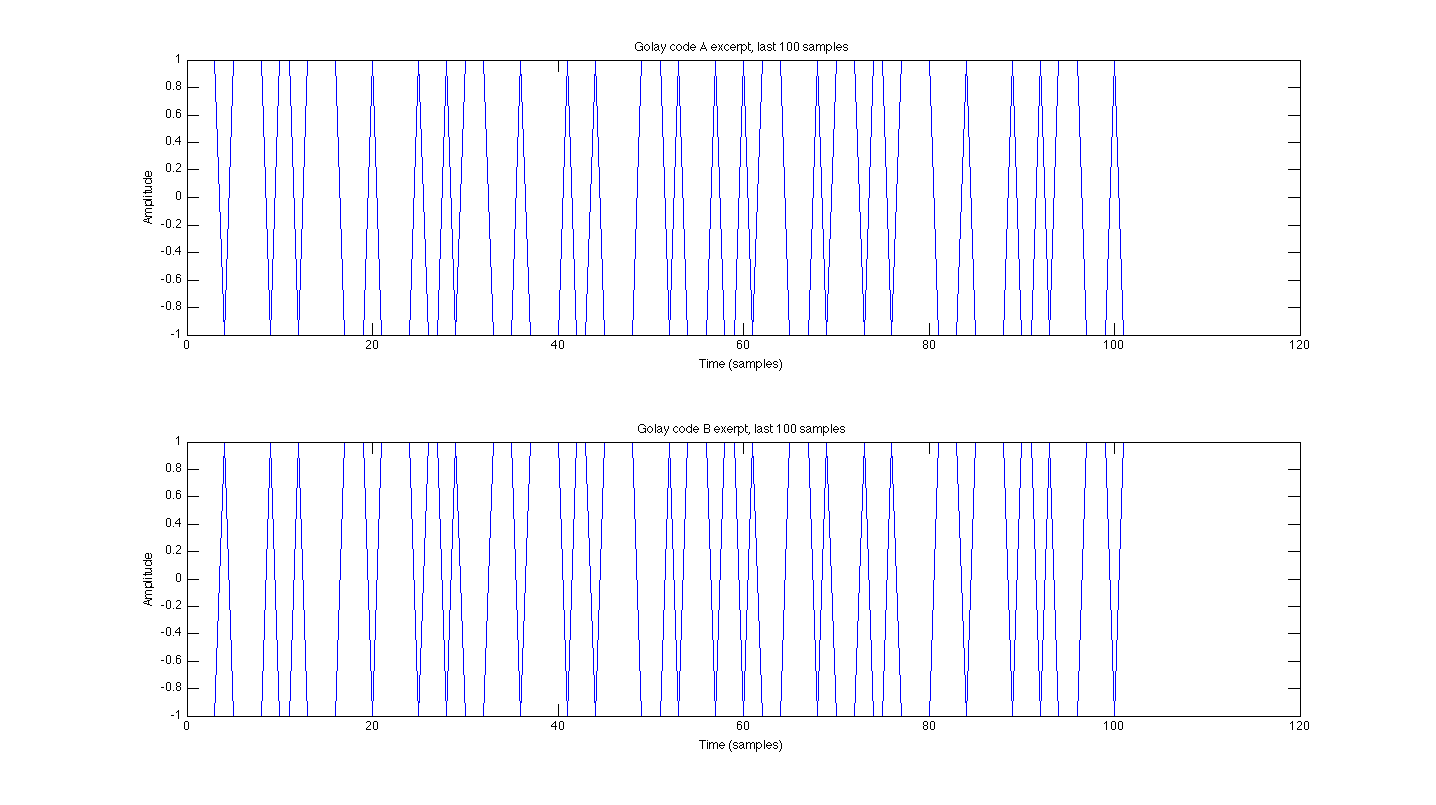 Golay code A excerpt, last 100 samples
1
0.8
0.6
0.4
0.2
0
-0.2
-0.4
-0.6
-0.8
-1
Amplitude
0 20 40 60 80 100 120
Time (samples)
Golay code B exerpt, last 100 samples
1
0.8
0.6
0.4
0.2
0
-0.2
-0.4
-0.6
-0.8
-1
Amplitude
0 20 40 60 80 100 120
Time (samples)